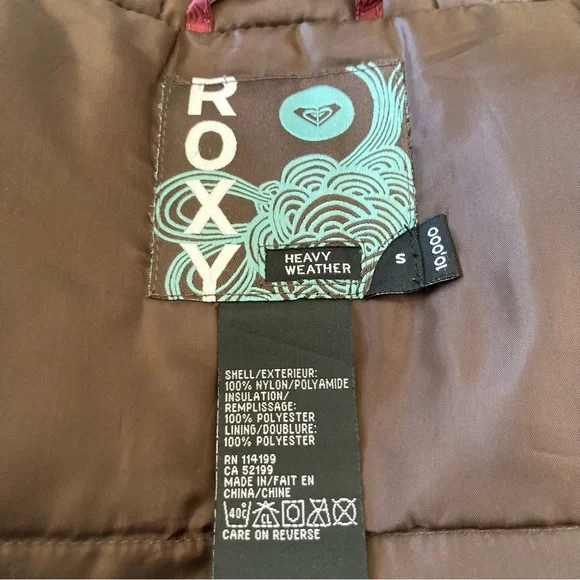 ROXY
HEAVY
WEATHER
S
10,000
SHELL/EXTERIEUR:
100% NYLON/POLYAMIDE
INSULATION/
REMPLISSAGE:
100% POLYESTER
LINING/DOUBLURE:
100% POLYESTER
RN 114199
CA 52199
MADE IN/FAIT EN
CHINA/CHINE
40C
CARE ON REVERSE